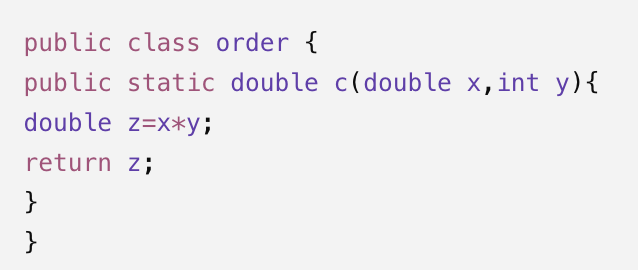 public class order {
public static double c(double x,int y){
double z=x*y;
return z;
}
}